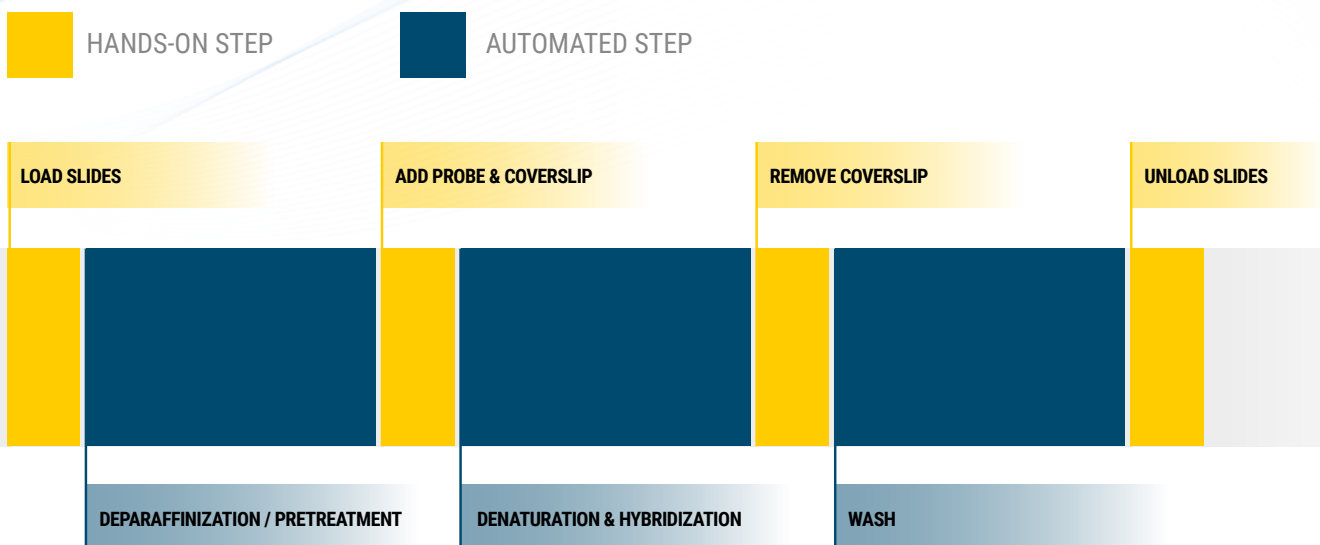 HANDS-ON STEP
AUTOMATED STEP
LOAD SLIDES
ADD PROBE & COVERSLIP
REMOVE COVERSLIP
UNLOAD SLIDES
DEPARAFFINIZATION / PRETREATMENT
DENATURATION & HYBRIDIZATION
WASH